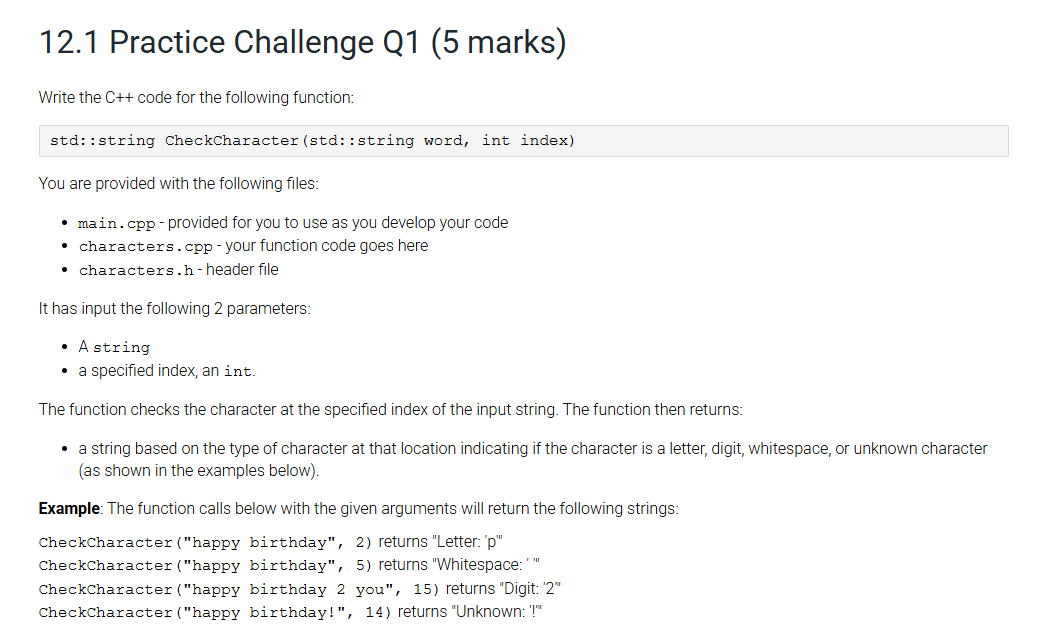 12.1 Practice Challenge Q1 (5 marks)
Write the C++ code for the following function:
std::string CheckCharacter(std::string word, int index)
You are provided with the following files:
• main.cpp - provided for you to use as you develop your code
• characters.cpp - your function code goes here
• characters.h - header file
It has input the following 2 parameters:
• A string
• a specified index, an int.
The function checks the character at the specified index of the input string. The function then returns:
• a string based on the type of character at that location indicating if the character is a letter, digit, whitespace, or unknown character
(as shown in the examples below).
Example: The function calls below with the given arguments will return the following strings:
CheckCharacter("happy birthday", 2) returns "Letter: 'p'"
CheckCharacter("happy birthday", 5) returns "Whitespace: ' '"
CheckCharacter("happy birthday 2 you", 15) returns "Digit: '2'"
CheckCharacter("happy birthday!", 14) returns "Unknown: '!'"